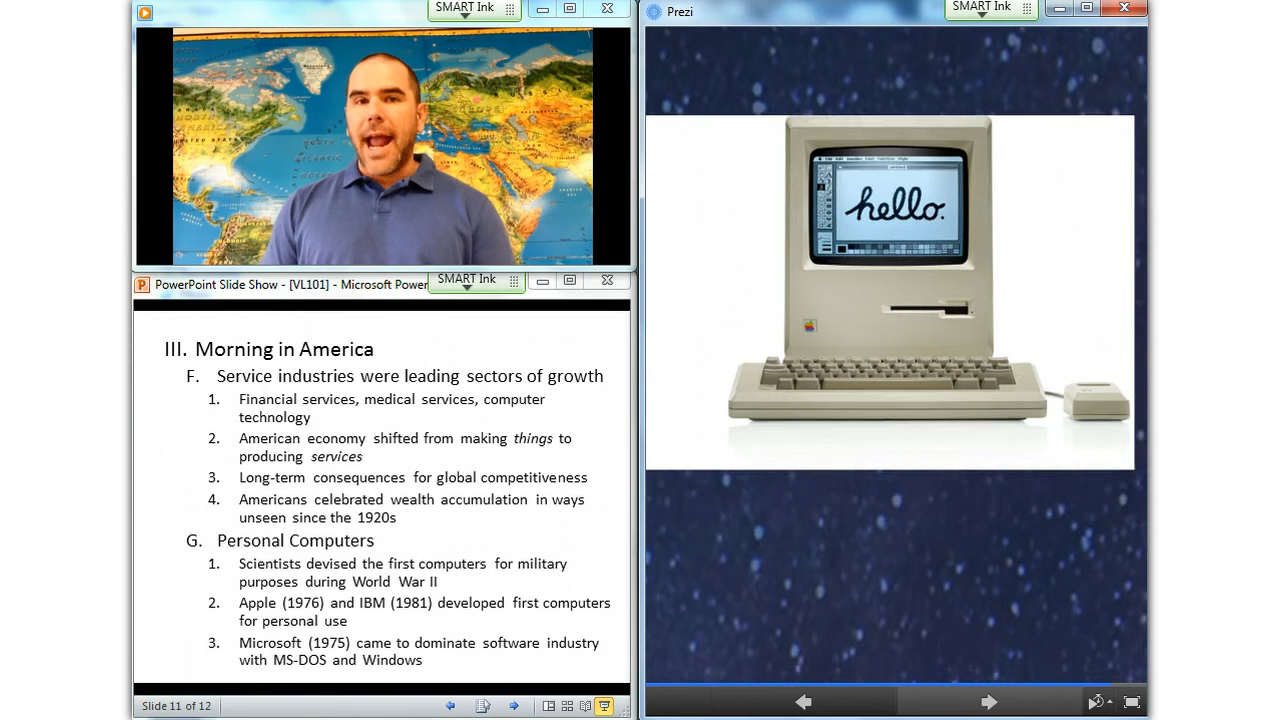 SMART Ink
Prezi
SMART Ink
hello.
PowerPoint Slide Show - [VL101] - Microsoft Power
SMART Ink
III. Morning in America
F. Service industries were leading sectors of growth
1. Financial services, medical services, computer
technology
2. American economy shifted from making things to
producing services
3. Long-term consequences for global competitiveness
4. Americans celebrated wealth accumulation in ways
unseen since the 1920s
G. Personal Computers
1. Scientists devised the first computers for military
purposes during World War II
2. Apple (1976) and IBM (1981) developed first computers
for personal use
3. Microsoft (1975) came to dominate software industry
with MS-DOS and Windows
Slide 11 of 12